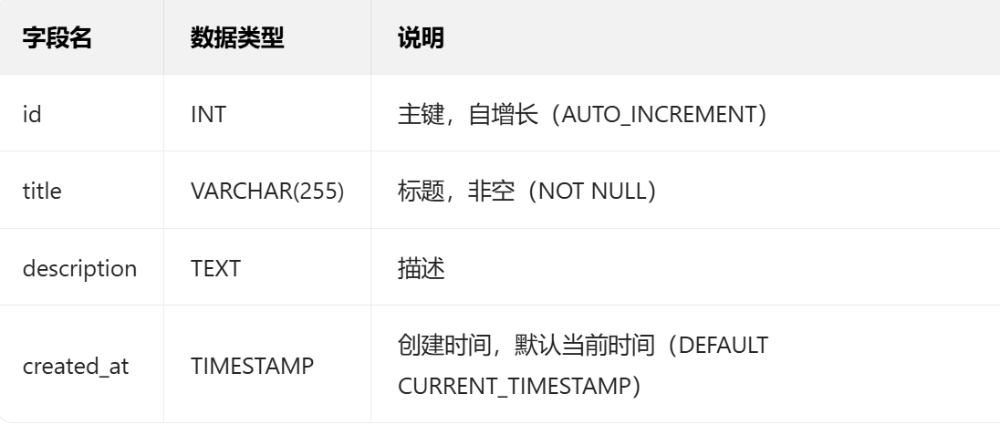 字段名 数据类型 说明
id INT 主键，自增长（AUTO_INCREMENT）
title VARCHAR(255) 标题，非空（NOT NULL）
description TEXT 描述
created_at TIMESTAMP 创建时间，默认当前时间（DEFAULT
CURRENT_TIMESTAMP）